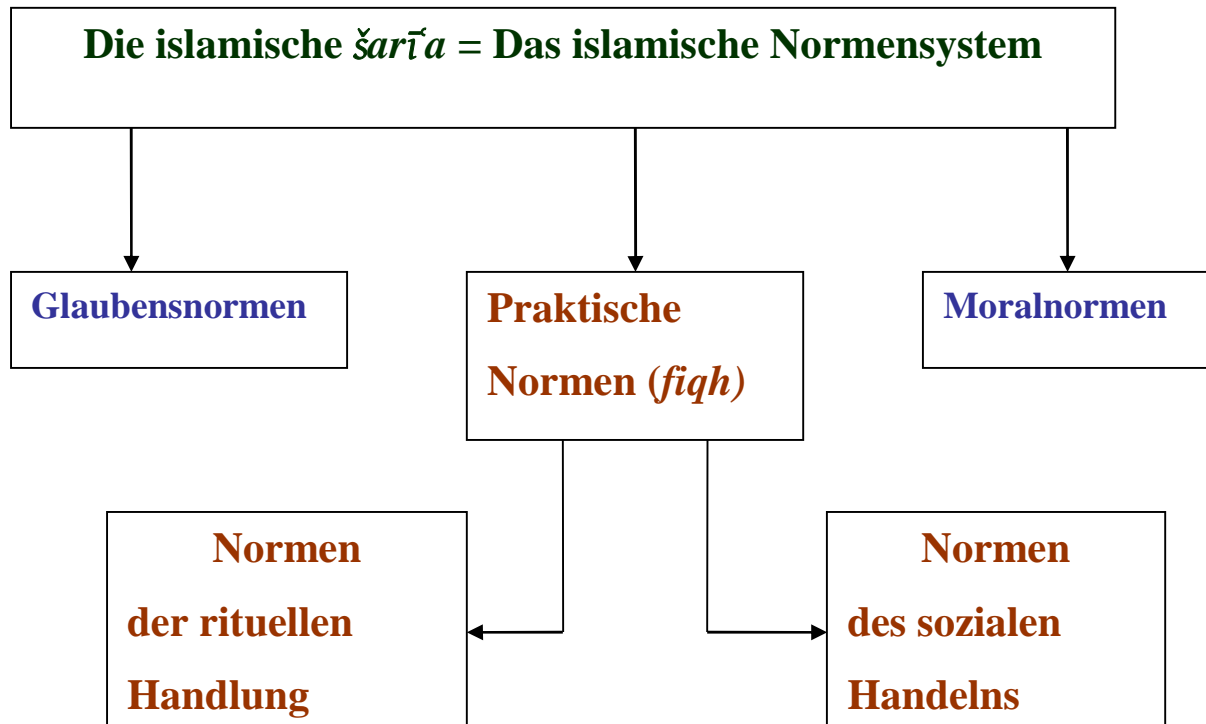 Die islamische šarīʿa = Das islamische Normensystem
Glaubensnormen
Praktische
Normen (fiqh)
Moralnormen
Normen
der rituellen
Handlung
Normen
des sozialen
Handelns